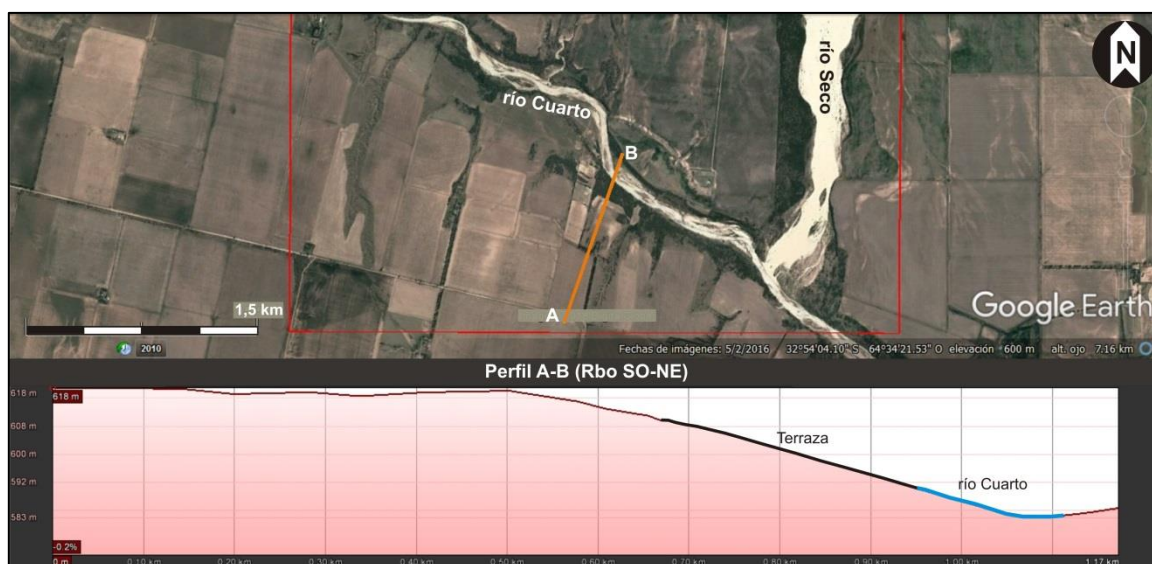 N
río Cuarto
río Seco
B
A
1,5 km
2010
Google Earth
Fechas de imágenes: 5/2/2016 32°54'04.10" S 64°34'21.53" O elevación 600 m alt. ojo 7.16 km
Perfil A-B (Rbo SO-NE)
618 m
618 m
608 m
600 m
592 m
583 m
Terraza
río Cuarto
-0.2%
0 m
0.10 km
0.20 km
0.30 km
0.40 km
0.50 km
0.60 km
0.70 km
0.80 km
0.90 km
1.00 km
1.17 km